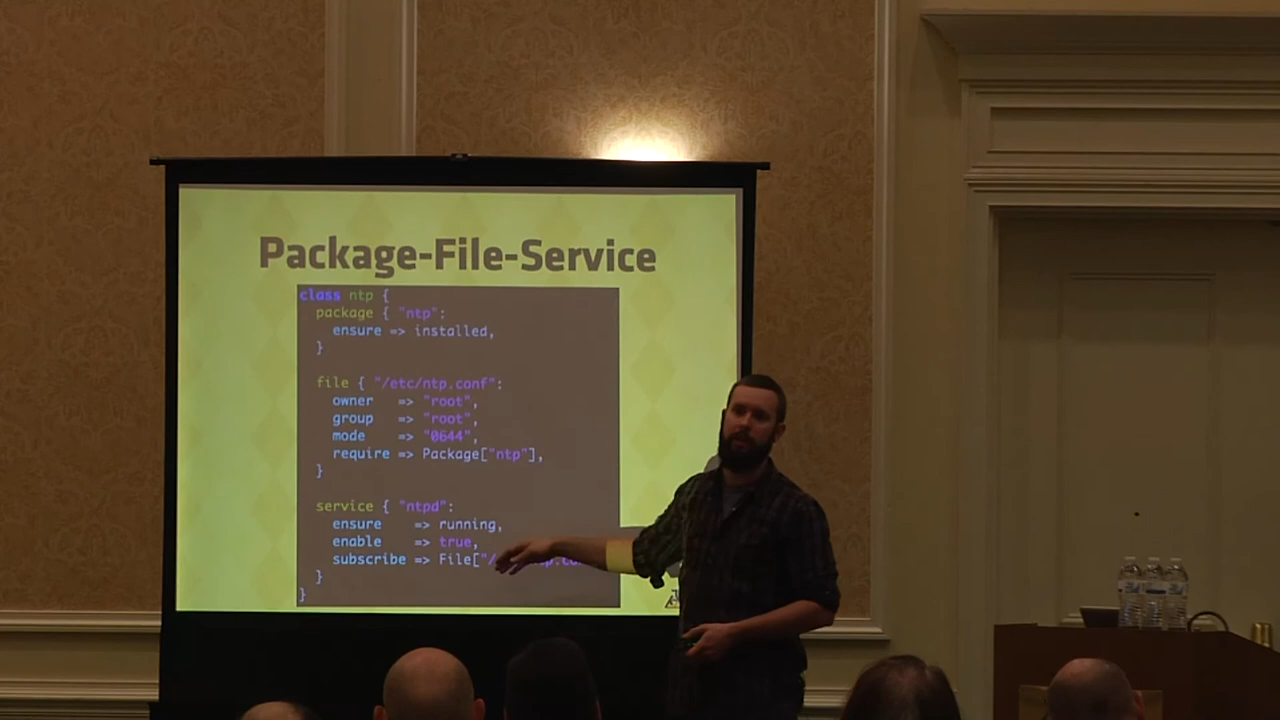 Package-File-Service
class ntp {
package { "ntp":
ensure => installed,
}
file { "/etc/ntp.conf":
owner => "root",
group => "root",
mode => "0644",
require => Package["ntp"],
}
service { "ntpd":
ensure => running,
enable => true,
subscribe => File["/
}
}